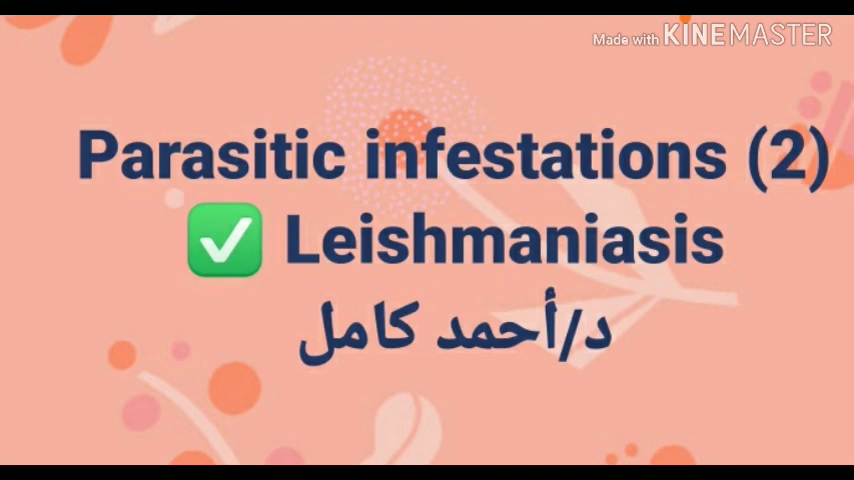 Made with KINEMASTER
Parasitic infestations (2)
✅ Leishmaniasis
د/أحمد كامل